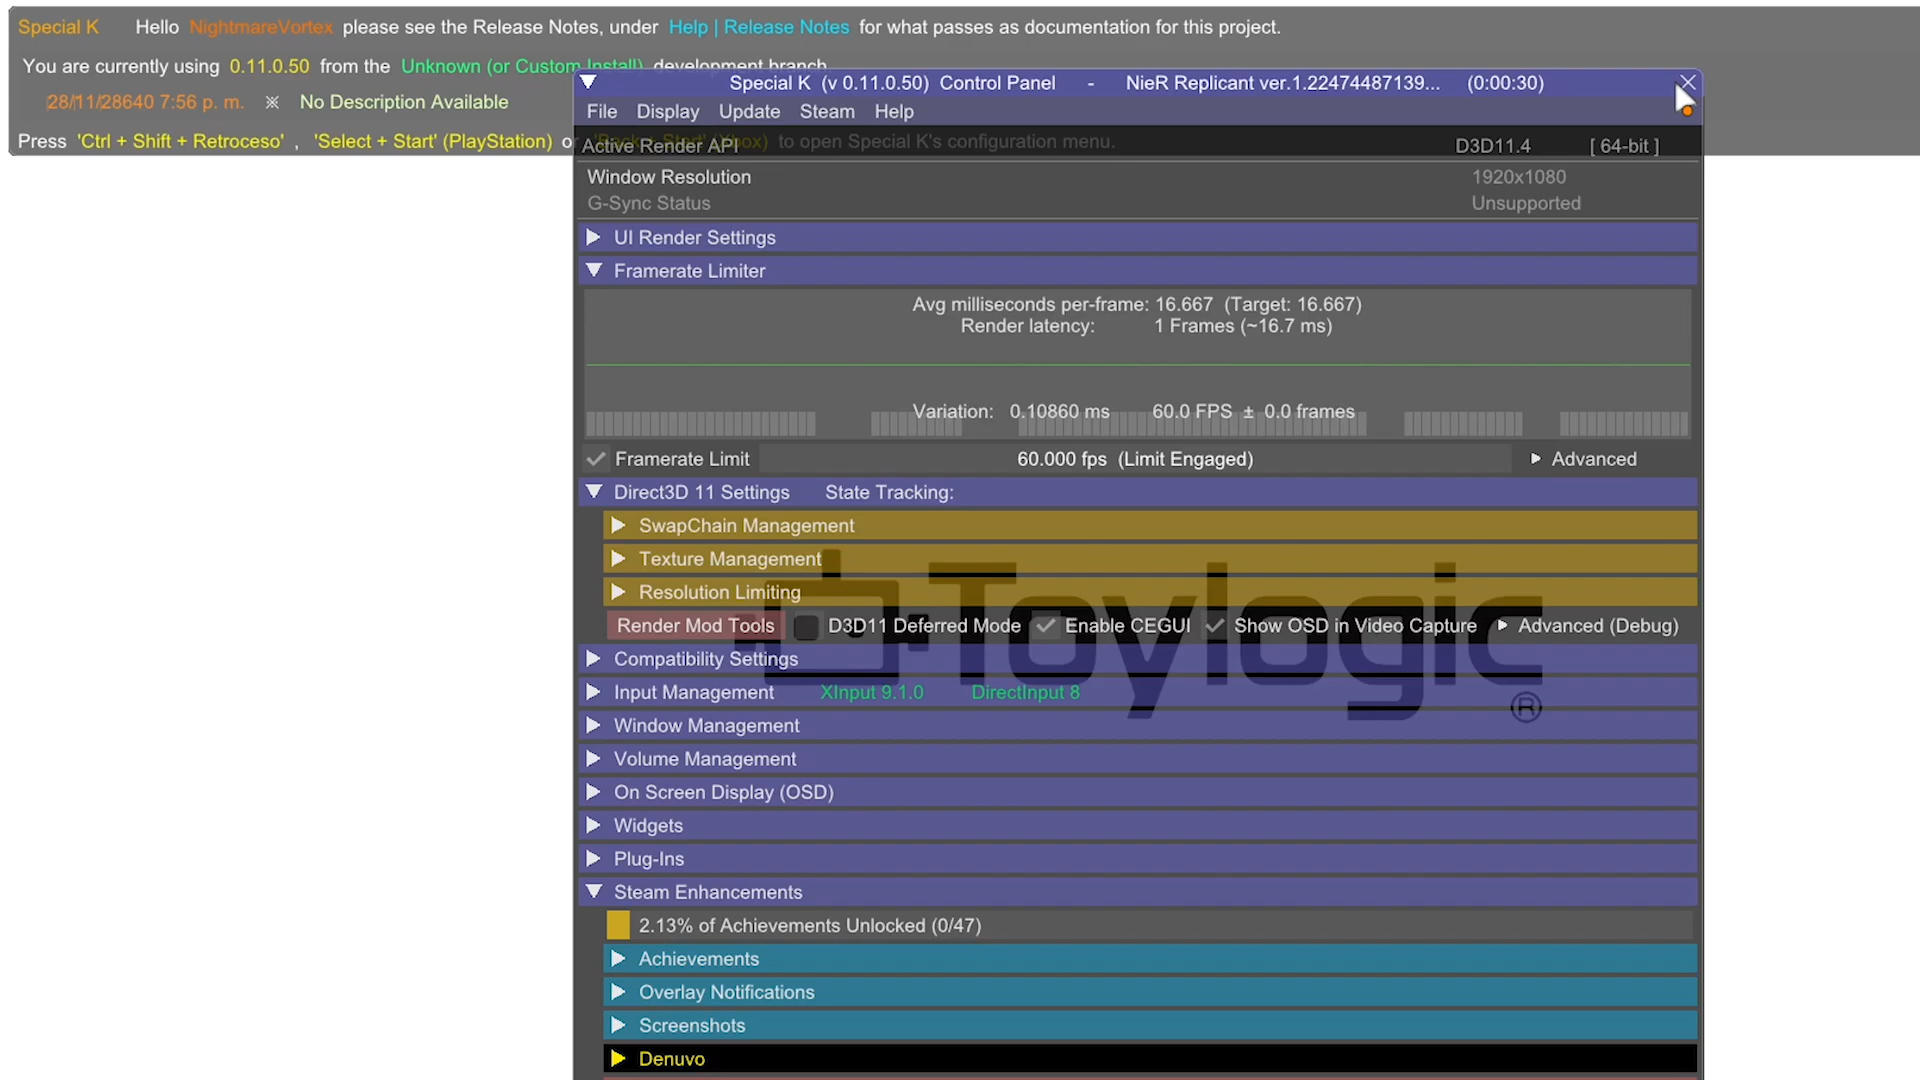 Special K Hello NightmareVortex please see the Release Notes, under Help | Release Notes for what passes as documentation for this project.
You are currently using 0.11.0.50 from the Unknown (or Custom Install) development branch
28/11/28640 7:56 p. m. ※ No Description Available
Press 'Ctrl + Shift + Retroceso' , 'Select + Start' (PlayStation) or 'Back + Start' (Xbox) to open Special K's configuration menu.
Special K (v 0.11.0.50) Control Panel - NieR Replicant ver.1.22474487139... (0:00:30)
File Display Update Steam Help
Active Render API D3D11.4 [ 64-bit ]
Window Resolution 1920x1080
G-Sync Status Unsupported
UI Render Settings
Framerate Limiter
Avg milliseconds per-frame: 16.667 (Target: 16.667)
Render latency: 1 Frames (~16.7 ms)
Variation: 0.10860 ms 60.0 FPS ± 0.0 frames
Framerate Limit 60.000 fps (Limit Engaged) Advanced
Direct3D 11 Settings State Tracking:
SwapChain Management
Texture Management
Resolution Limiting
Render Mod Tools D3D11 Deferred Mode Enable CEGUI Show OSD in Video Capture Advanced (Debug)
Toylogic ®
Compatibility Settings
Input Management XInput 9.1.0 DirectInput 8
Window Management
Volume Management
On Screen Display (OSD)
Widgets
Plug-Ins
Steam Enhancements
2.13% of Achievements Unlocked (0/47)
Achievements
Overlay Notifications
Screenshots
Denuvo